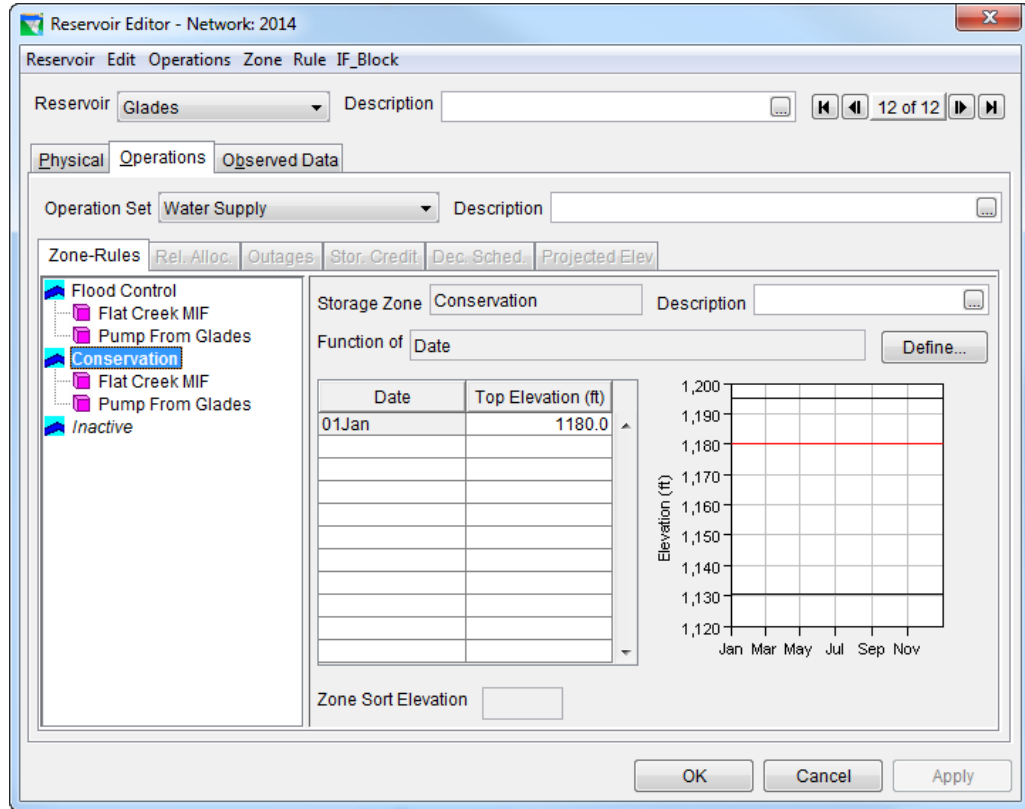 Reservoir Editor - Network: 2014
Reservoir Edit Operations Zone Rule IF_Block
Reservoir Glades Description ... 12 of 12
Physical Operations Observed Data
Operation Set Water Supply Description ...
Zone-Rules Rel. Alloc. Outages Stor. Credit Dec. Sched. Projected Elev
Flood Control
Flat Creek MIF
Pump From Glades
Conservation
Flat Creek MIF
Pump From Glades
Inactive
Storage Zone Conservation Description ...
Function of Date Define...
Date Top Elevation (ft)
01Jan 1180.0
Elevation (ft)
1,200
1,190
1,180
1,170
1,160
1,150
1,140
1,130
1,120
Jan Mar May Jul Sep Nov
Zone Sort Elevation
OK Cancel Apply